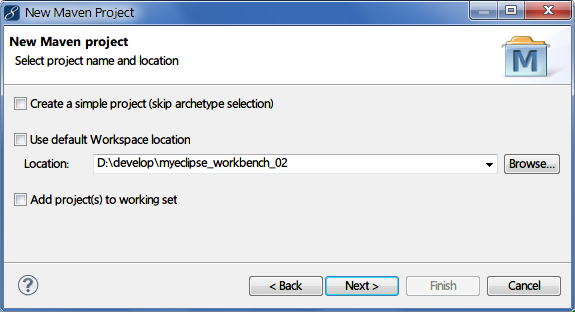 New Maven Project
New Maven project
Select project name and location
M
Create a simple project (skip archetype selection)
Use default Workspace location
Location: D:\develop\myeclipse_workbench_02 Browse...
Add project(s) to working set
? < Back Next > Finish Cancel